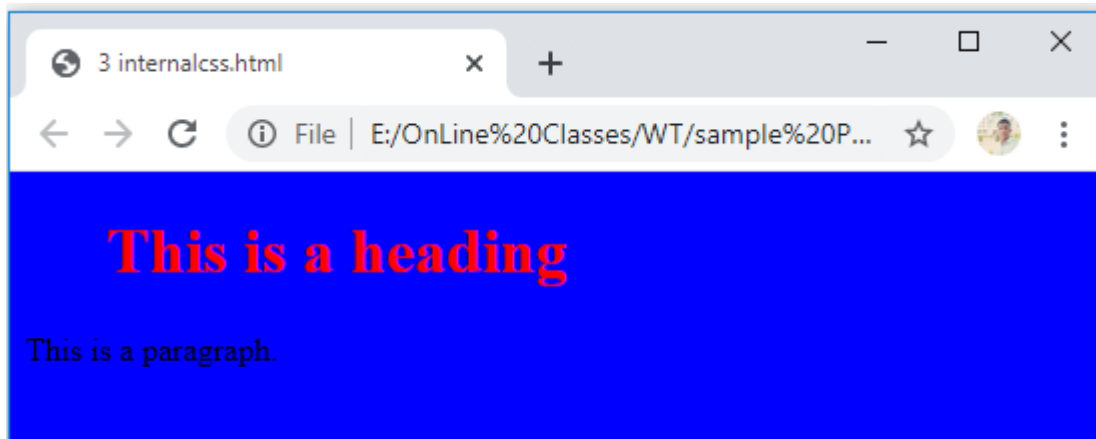 3 internalcss.html
File E:/OnLine%20Classes/WT/sample%20P...
This is a heading
This is a paragraph.